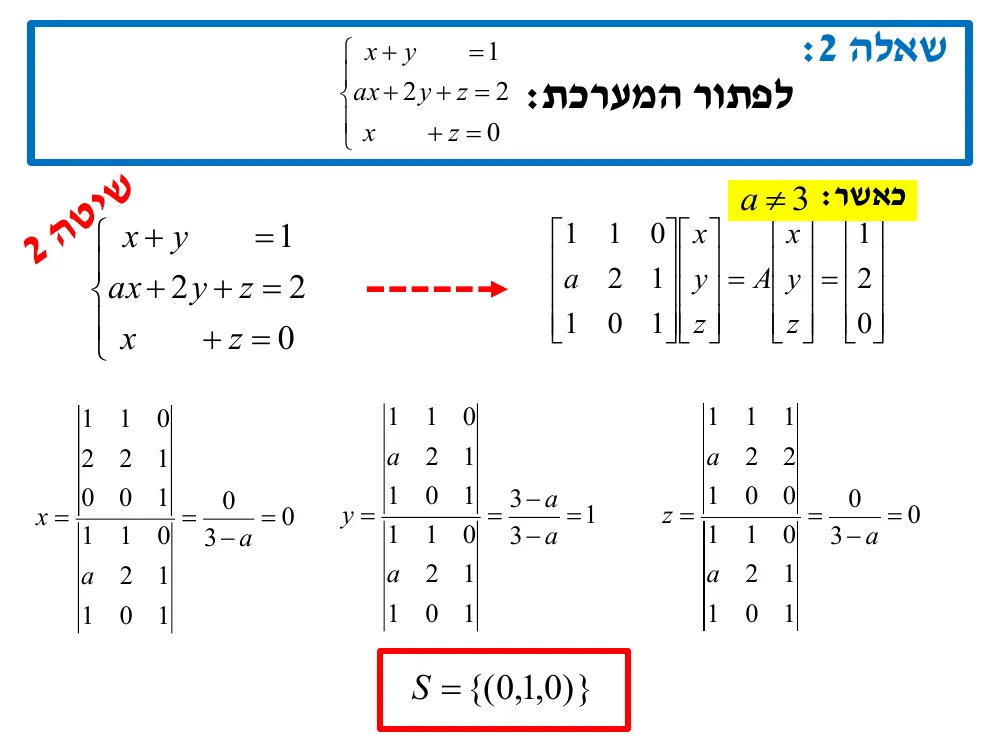 שאלה 2:
לפתור המערכת:
x + y = 1
ax + 2y + z = 2
x + z = 0
שיטה 2
כאשר: a ≠ 3
x + y = 1
ax + 2y + z = 2
x + z = 0
[1 1 0] [x] [x] [1]
[a 2 1] [y] = A [y] = [2]
[1 0 1] [z] [z] [0]
|1 1 0|
|2 2 1|
|0 0 1|
x = = 0 / (3 − a) = 0
|1 1 0|
|a 2 1|
|1 0 1|
|1 1 0|
|a 2 1|
|1 0 1|
y = = (3 − a) / (3 − a) = 1
|1 1 0|
|a 2 1|
|1 0 1|
|1 1 1|
|a 2 2|
|1 0 0|
z = = 0 / (3 − a) = 0
|1 1 0|
|a 2 1|
|1 0 1|
S = {(0,1,0)}